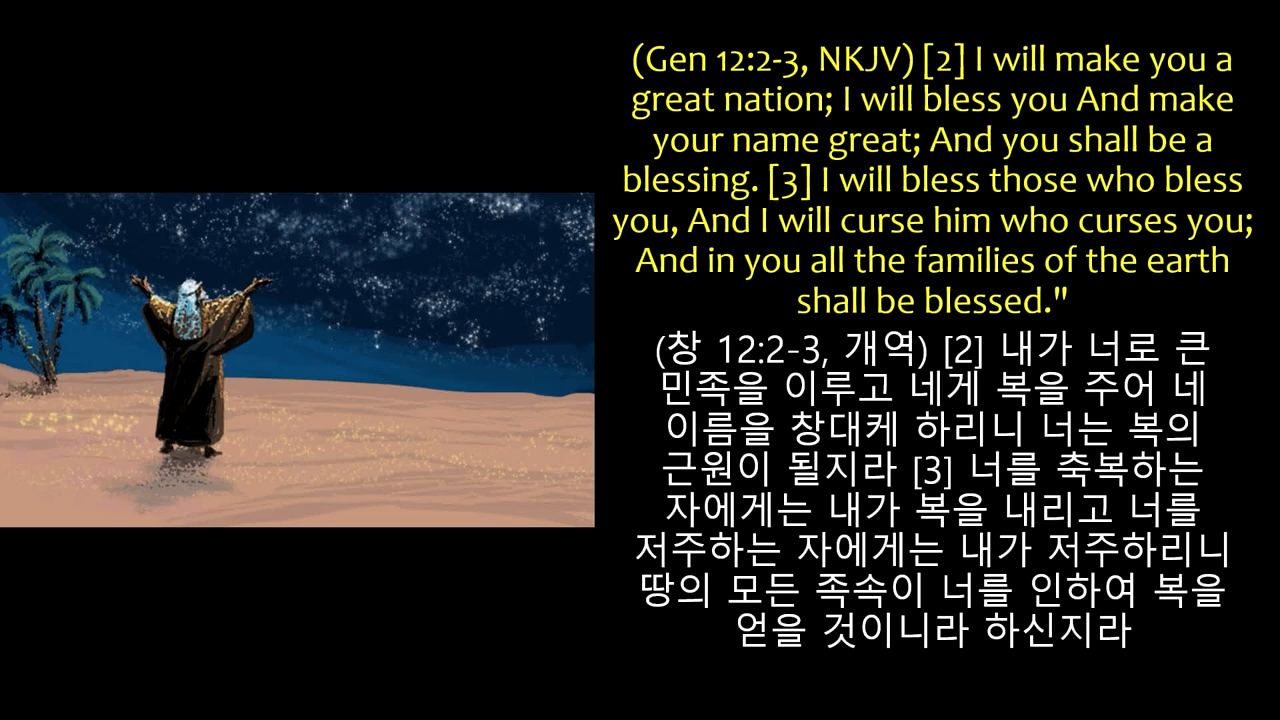 (Gen 12:2-3, NKJV) [2] I will make you a
great nation; I will bless you And make
your name great; And you shall be a
blessing. [3] I will bless those who bless
you, And I will curse him who curses you;
And in you all the families of the earth
shall be blessed."
(창 12:2-3, 개역) [2] 내가 너로 큰
민족을 이루고 네게 복을 주어 네
이름을 창대케 하리니 너는 복의
근원이 될지라 [3] 너를 축복하는
자에게는 내가 복을 내리고 너를
저주하는 자에게는 내가 저주하리니
땅의 모든 족속이 너를 인하여 복을
얻을 것이니라 하신지라